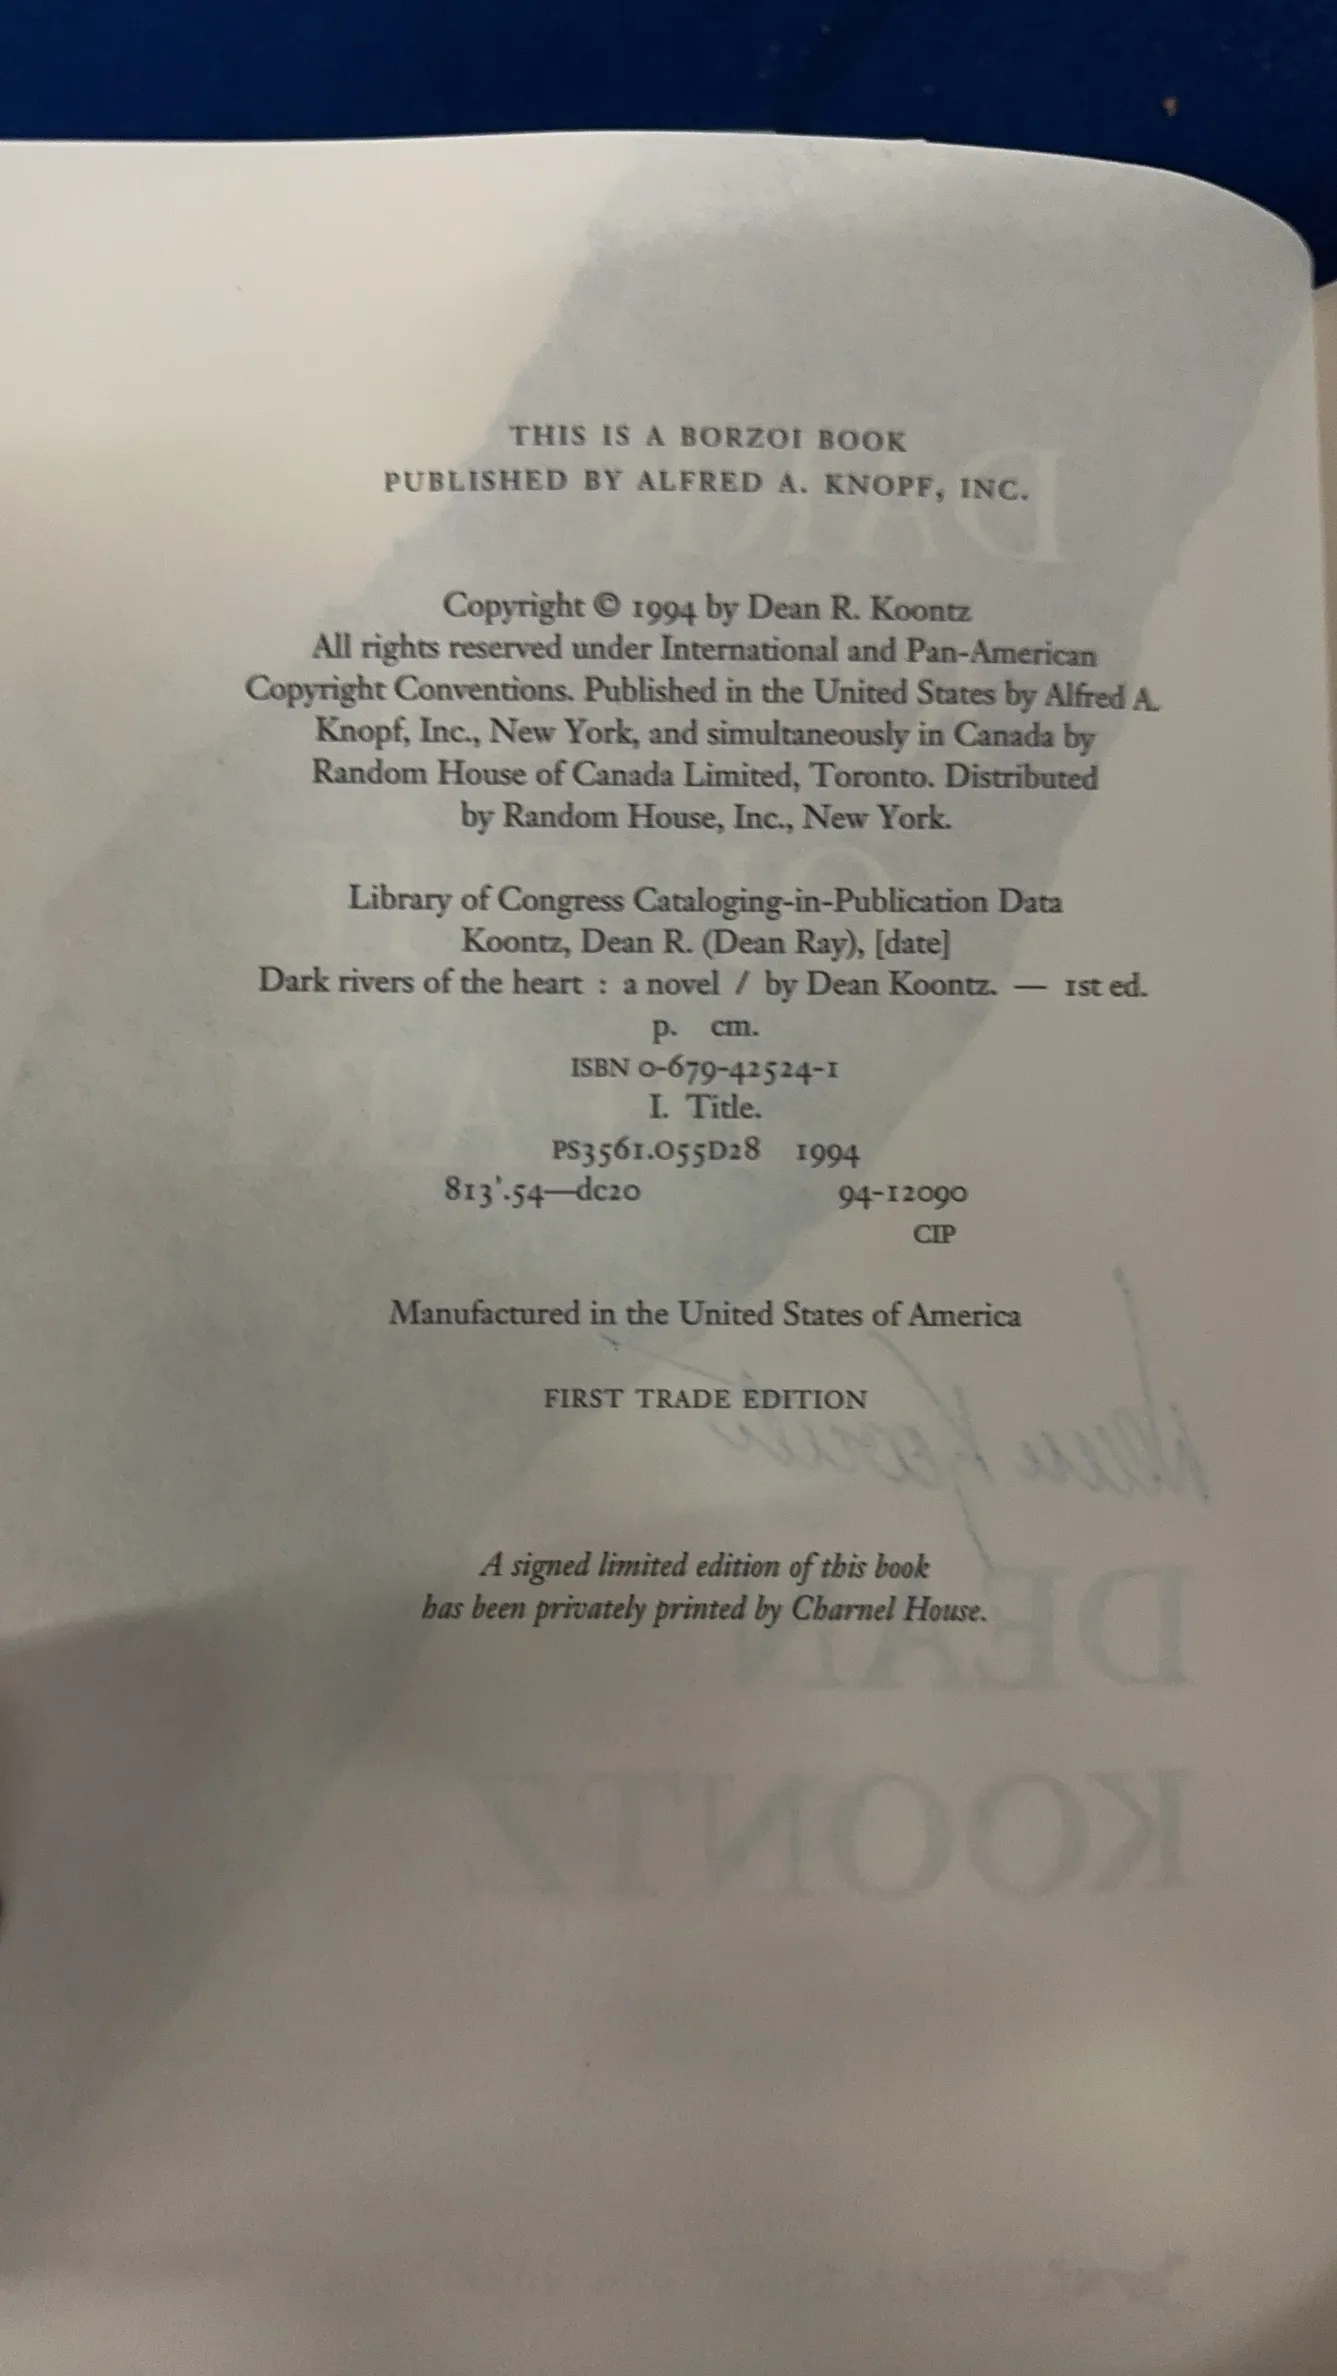 THIS IS A BORZOI BOOK
PUBLISHED BY ALFRED A. KNOPF, INC.
Copyright © 1994 by Dean R. Koontz
All rights reserved under International and Pan-American
Copyright Conventions. Published in the United States by Alfred A.
Knopf, Inc., New York, and simultaneously in Canada by
Random House of Canada Limited, Toronto. Distributed
by Random House, Inc., New York.
Library of Congress Cataloging-in-Publication Data
Koontz, Dean R. (Dean Ray), [date]
Dark rivers of the heart : a novel / by Dean Koontz. — 1st ed.
p. cm.
ISBN 0-679-42524-1
I. Title.
PS3561.O55D28 1994
813'.54—dc20 94-12090
CIP
Manufactured in the United States of America
FIRST TRADE EDITION
A signed limited edition of this book
has been privately printed by Charnel House.
DARK
HEART
Dean Koontz
DEAN
KOONTZ